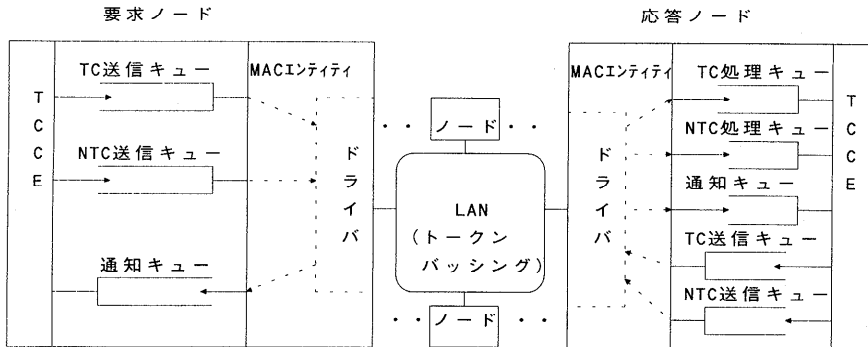 要求ノード
応答ノード
TCCE
TC送信キュー
NTC送信キュー
通知キュー
MACエンティティ
ドライバ
・・ノード・・
LAN
(トークン
バッシング)
・・ノード・・
MACエンティティ
ドライバ
TC処理キュー
NTC処理キュー
通知キュー
TC送信キュー
NTC送信キュー
TCCE